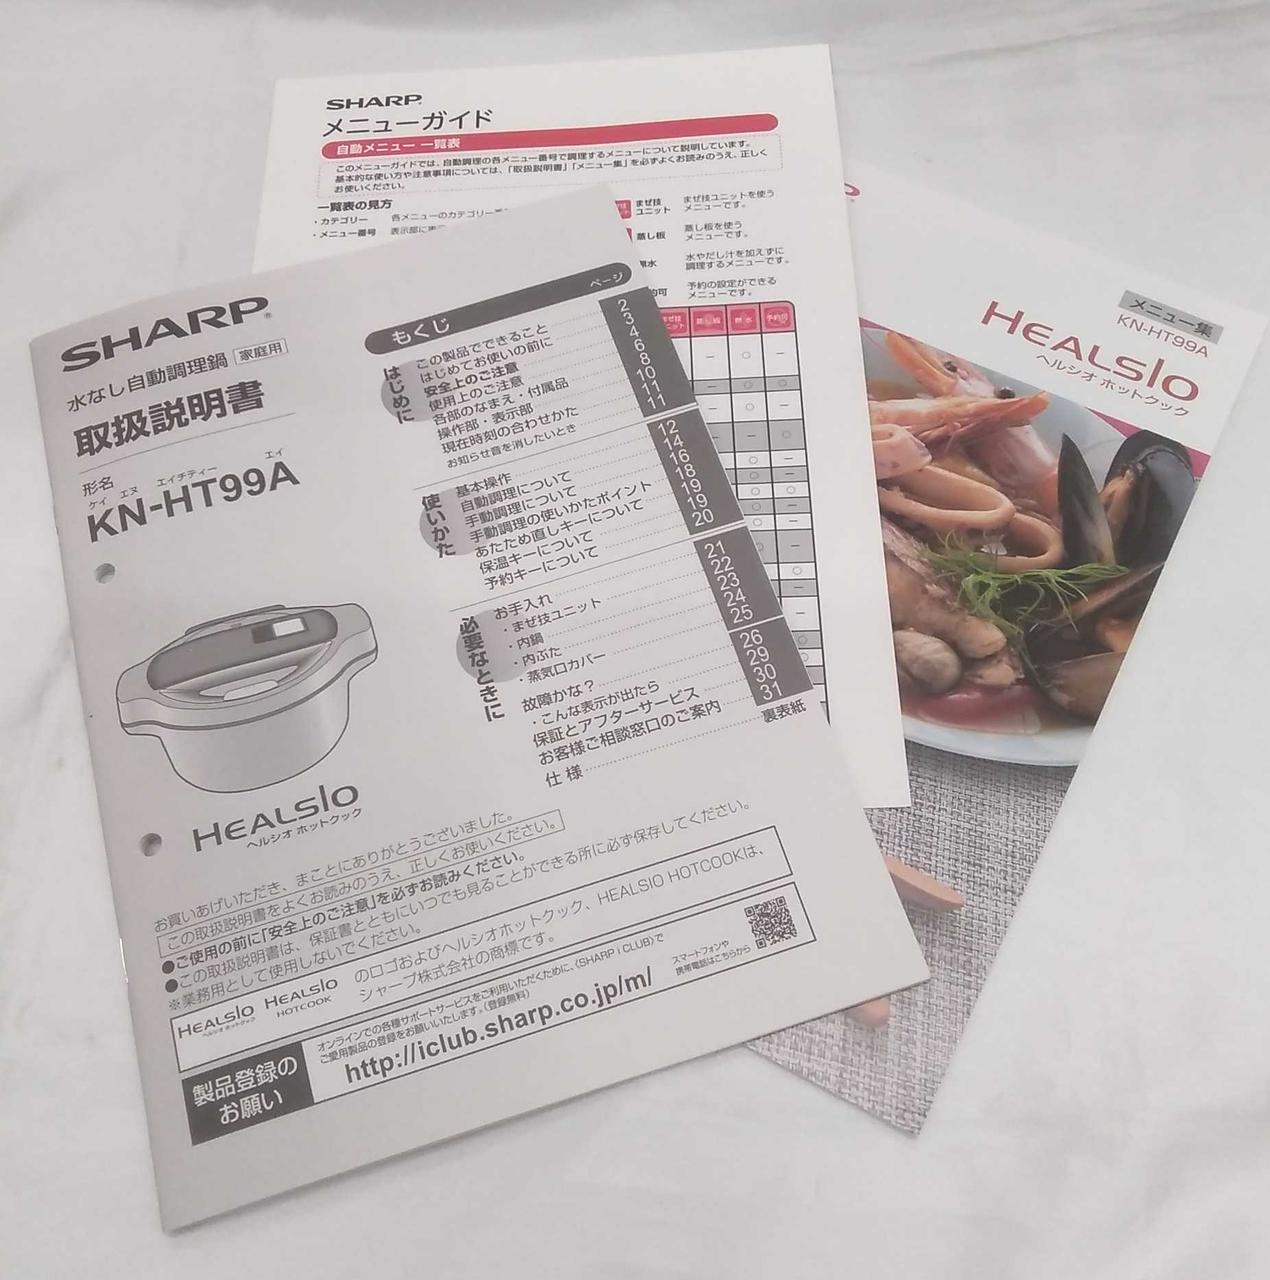 SHARP
メニューガイド
自動メニュー 一覧表
このメニューガイドでは、自動調理の各メニュー番号で調理するメニューについて説明しています。
基本的な使い方や注意事項については、「取扱説明書」「メニュー集」を必ずよくお読みのうえ、正しく
お使いください。
一覧表の見方
・カテゴリー
・メニュー番号
まぜ技
ユニット
まぜ技ユニットを使う
メニューです。
蒸し板
蒸し板を使う
メニューです。
水やだし汁を加えずに
調理するメニューです。
予約の設定ができる
メニューです。
メニュー集
KN-HT99A
HEALSIO
ヘルシオ ホットクック
SHARP®
水なし自動調理鍋 家庭用
取扱説明書
形名
ケイ エヌ エイチティー エイ
KN-HT99A
HEALSIO
ヘルシオ ホットクック
もくじ ページ
はじめに
この製品でできること 2
はじめてお使いの前に 3
安全上のご注意 4
使用上のご注意 6
各部のなまえ・付属品 8
操作部・表示部 10
現在時刻の合わせかた 11
お知らせ音を消したいとき 11
使いかた
基本操作 12
自動調理について 14
手動調理について 16
手動調理の使いかたポイント 18
あたため直しキーについて 19
保温キーについて 19
予約キーについて 20
必要なときに
お手入れ 21
・まぜ技ユニット 22
・内鍋 23
・内ぶた 24
・蒸気口カバー 25
故障かな? 26
・こんな表示が出たら 29
保証とアフターサービス 30
お客様ご相談窓口のご案内 31
仕様 裏表紙
お買いあげいただき、まことにありがとうございました。
この取扱説明書をよくお読みのうえ、正しくお使いください。
●ご使用の前に「安全上のご注意」を必ずお読みください。
●この取扱説明書は、保証書とともにいつでも見ることができる所に必ず保存してください。
※業務用として使用しないでください。
HEALSIO ヘルシオ ホットクック HEALSIO HOTCOOK のロゴおよびヘルシオホットクック、HEALSIO HOTCOOKは、
シャープ株式会社の商標です。
製品登録の
お願い
オンラインでの各種サポートサービスをご利用いただくために、〈SHARP i CLUB〉で
ご愛用製品の登録をお願いいたします。(登録無料)
http://iclub.sharp.co.jp/m/
スマートフォンや
携帯電話はこちらから